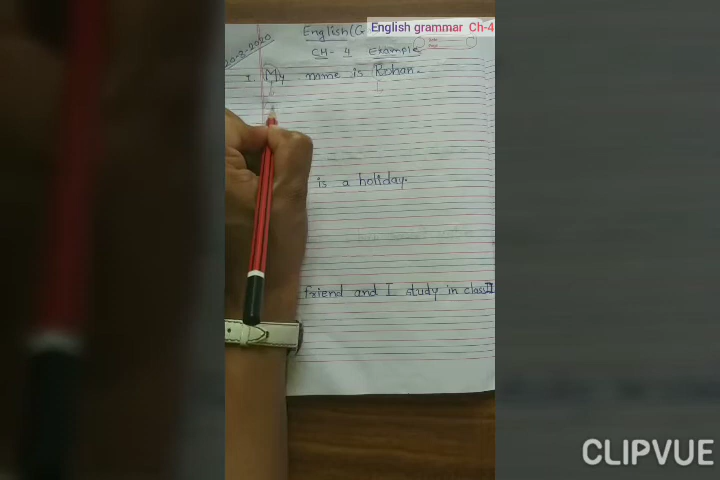 English(G English grammar Ch-4
CH- 4 Example
1. My name is Rohan.
is a holiday.
friend and I study in class II
CLIPVUE